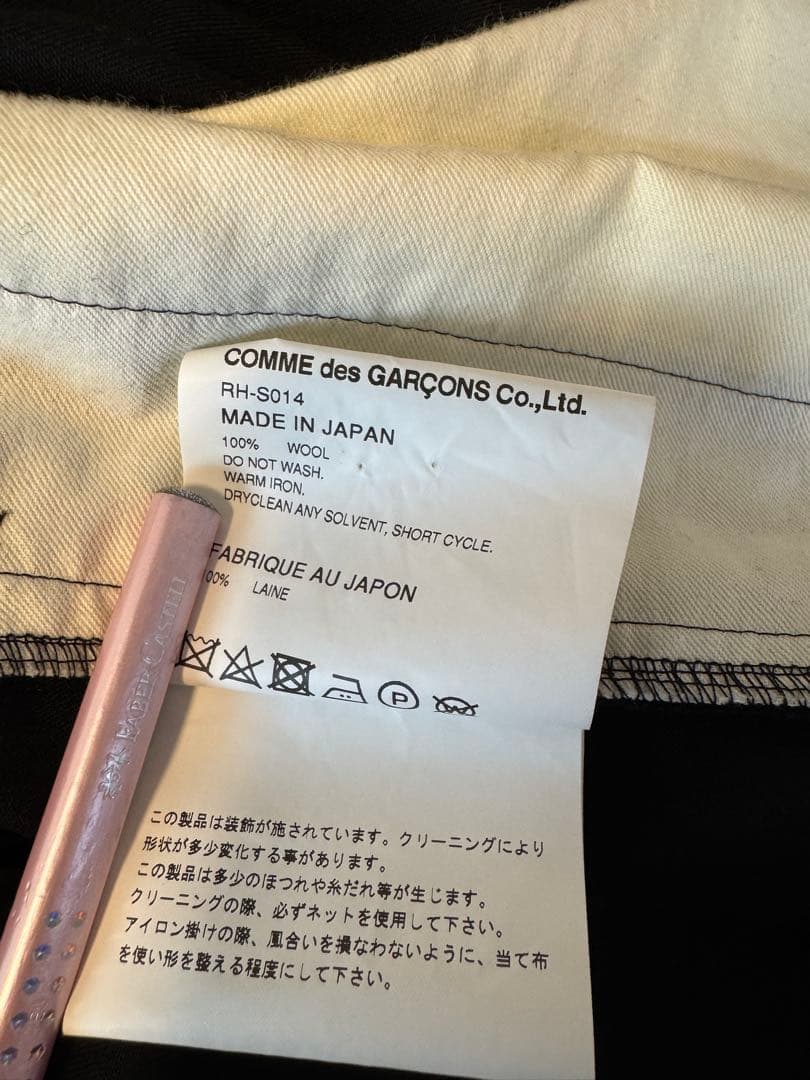 COMME des GARÇONS Co.,Ltd.
RH-S014
MADE IN JAPAN
100% WOOL
DO NOT WASH.
WARM IRON.
DRYCLEAN ANY SOLVENT, SHORT CYCLE.
FABRIQUE AU JAPON
00% LAINE
P
W
FABER-CASTELL
この製品は装飾が施されています。クリーニングにより
形状が多少変化する事があります。
この製品は多少のほつれや糸だれ等が生じます。
クリーニングの際、必ずネットを使用して下さい。
アイロン掛けの際、風合いを損なわないように、当て布
を使い形を整える程度にして下さい。